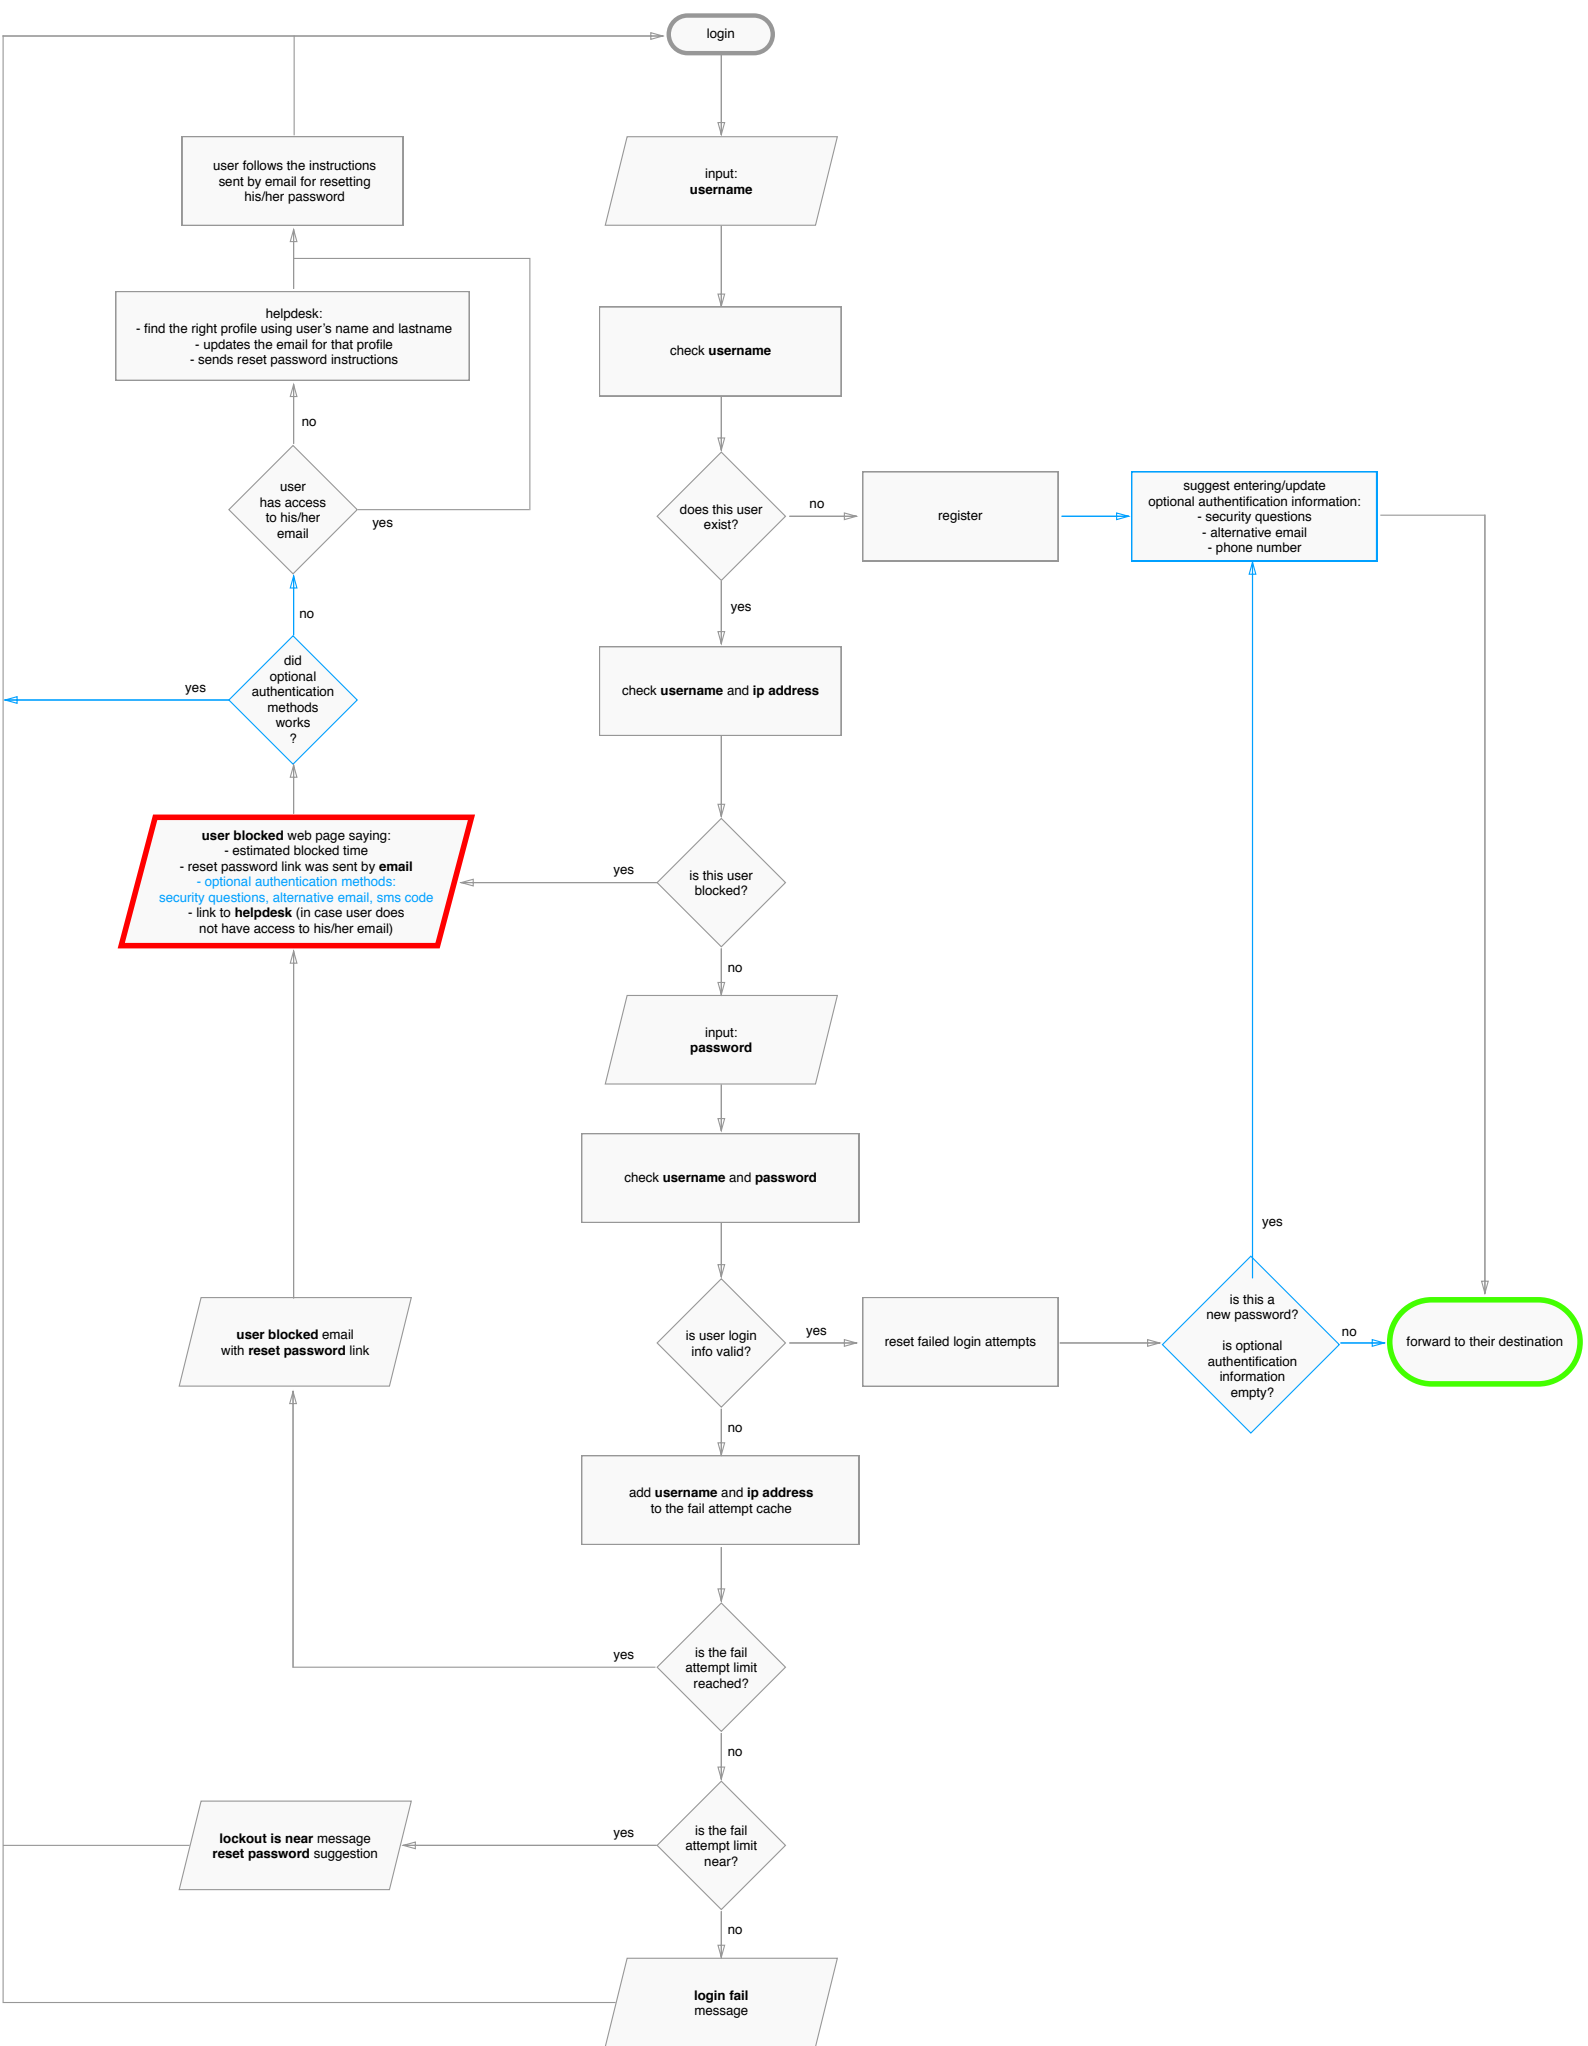 login
user follows the instructions
sent by email for resetting
his/her password
input:
username
helpdesk:
- find the right profile using user's name and lastname
- updates the email for that profile
- sends reset password instructions
check username
no
user
has access
to his/her
email
yes
does this user
exist?
no
register
suggest entering/update
optional authentification information:
- security questions
- alternative email
- phone number
yes
no
did
optional
authentication
methods
works
?
yes
check username and ip address
user blocked web page saying:
- estimated blocked time
- reset password link was sent by email
- optional authentication methods:
security questions, alternative email, sms code
- link to helpdesk (in case user does
not have access to his/her email)
yes
is this user
blocked?
no
input:
password
check username and password
yes
user blocked email
with reset password link
is user login
info valid?
yes
reset failed login attempts
is this a
new password?
is optional
authentification
information
empty?
no
forward to their destination
no
add username and ip address
to the fail attempt cache
yes
is the fail
attempt limit
reached?
no
lockout is near message
reset password suggestion
yes
is the fail
attempt limit
near?
no
login fail
message